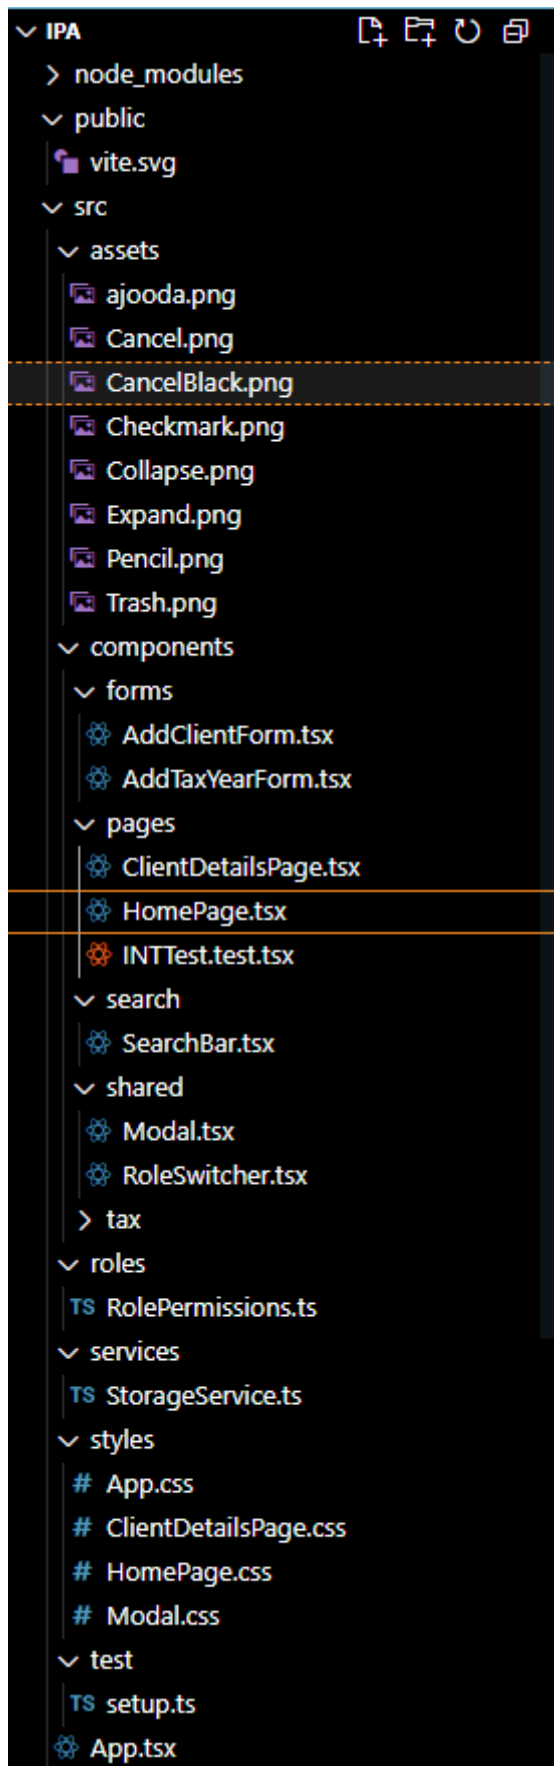 IPA
node_modules
public
vite.svg
src
assets
ajooda.png
Cancel.png
CancelBlack.png
Checkmark.png
Collapse.png
Expand.png
Pencil.png
Trash.png
components
forms
AddClientForm.tsx
AddTaxYearForm.tsx
pages
ClientDetailsPage.tsx
HomePage.tsx
INTTest.test.tsx
search
SearchBar.tsx
shared
Modal.tsx
RoleSwitcher.tsx
tax
roles
TS RolePermissions.ts
services
TS StorageService.ts
styles
# App.css
# ClientDetailsPage.css
# HomePage.css
# Modal.css
test
TS setup.ts
App.tsx